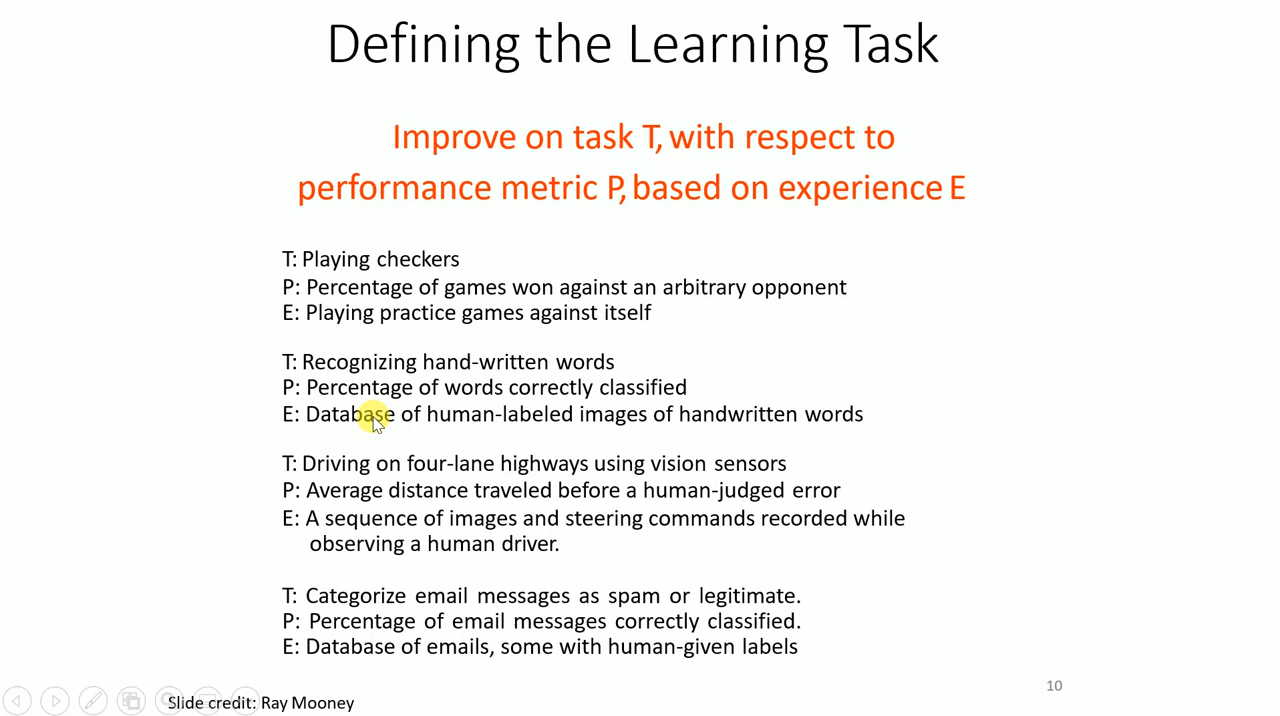 Defining the Learning Task
Improve on task T, with respect to
performance metric P, based on experience E
T: Playing checkers
P: Percentage of games won against an arbitrary opponent
E: Playing practice games against itself
T: Recognizing hand-written words
P: Percentage of words correctly classified
E: Database of human-labeled images of handwritten words
T: Driving on four-lane highways using vision sensors
P: Average distance traveled before a human-judged error
E: A sequence of images and steering commands recorded while
observing a human driver.
T: Categorize email messages as spam or legitimate.
P: Percentage of email messages correctly classified.
E: Database of emails, some with human-given labels
10
Slide credit: Ray Mooney